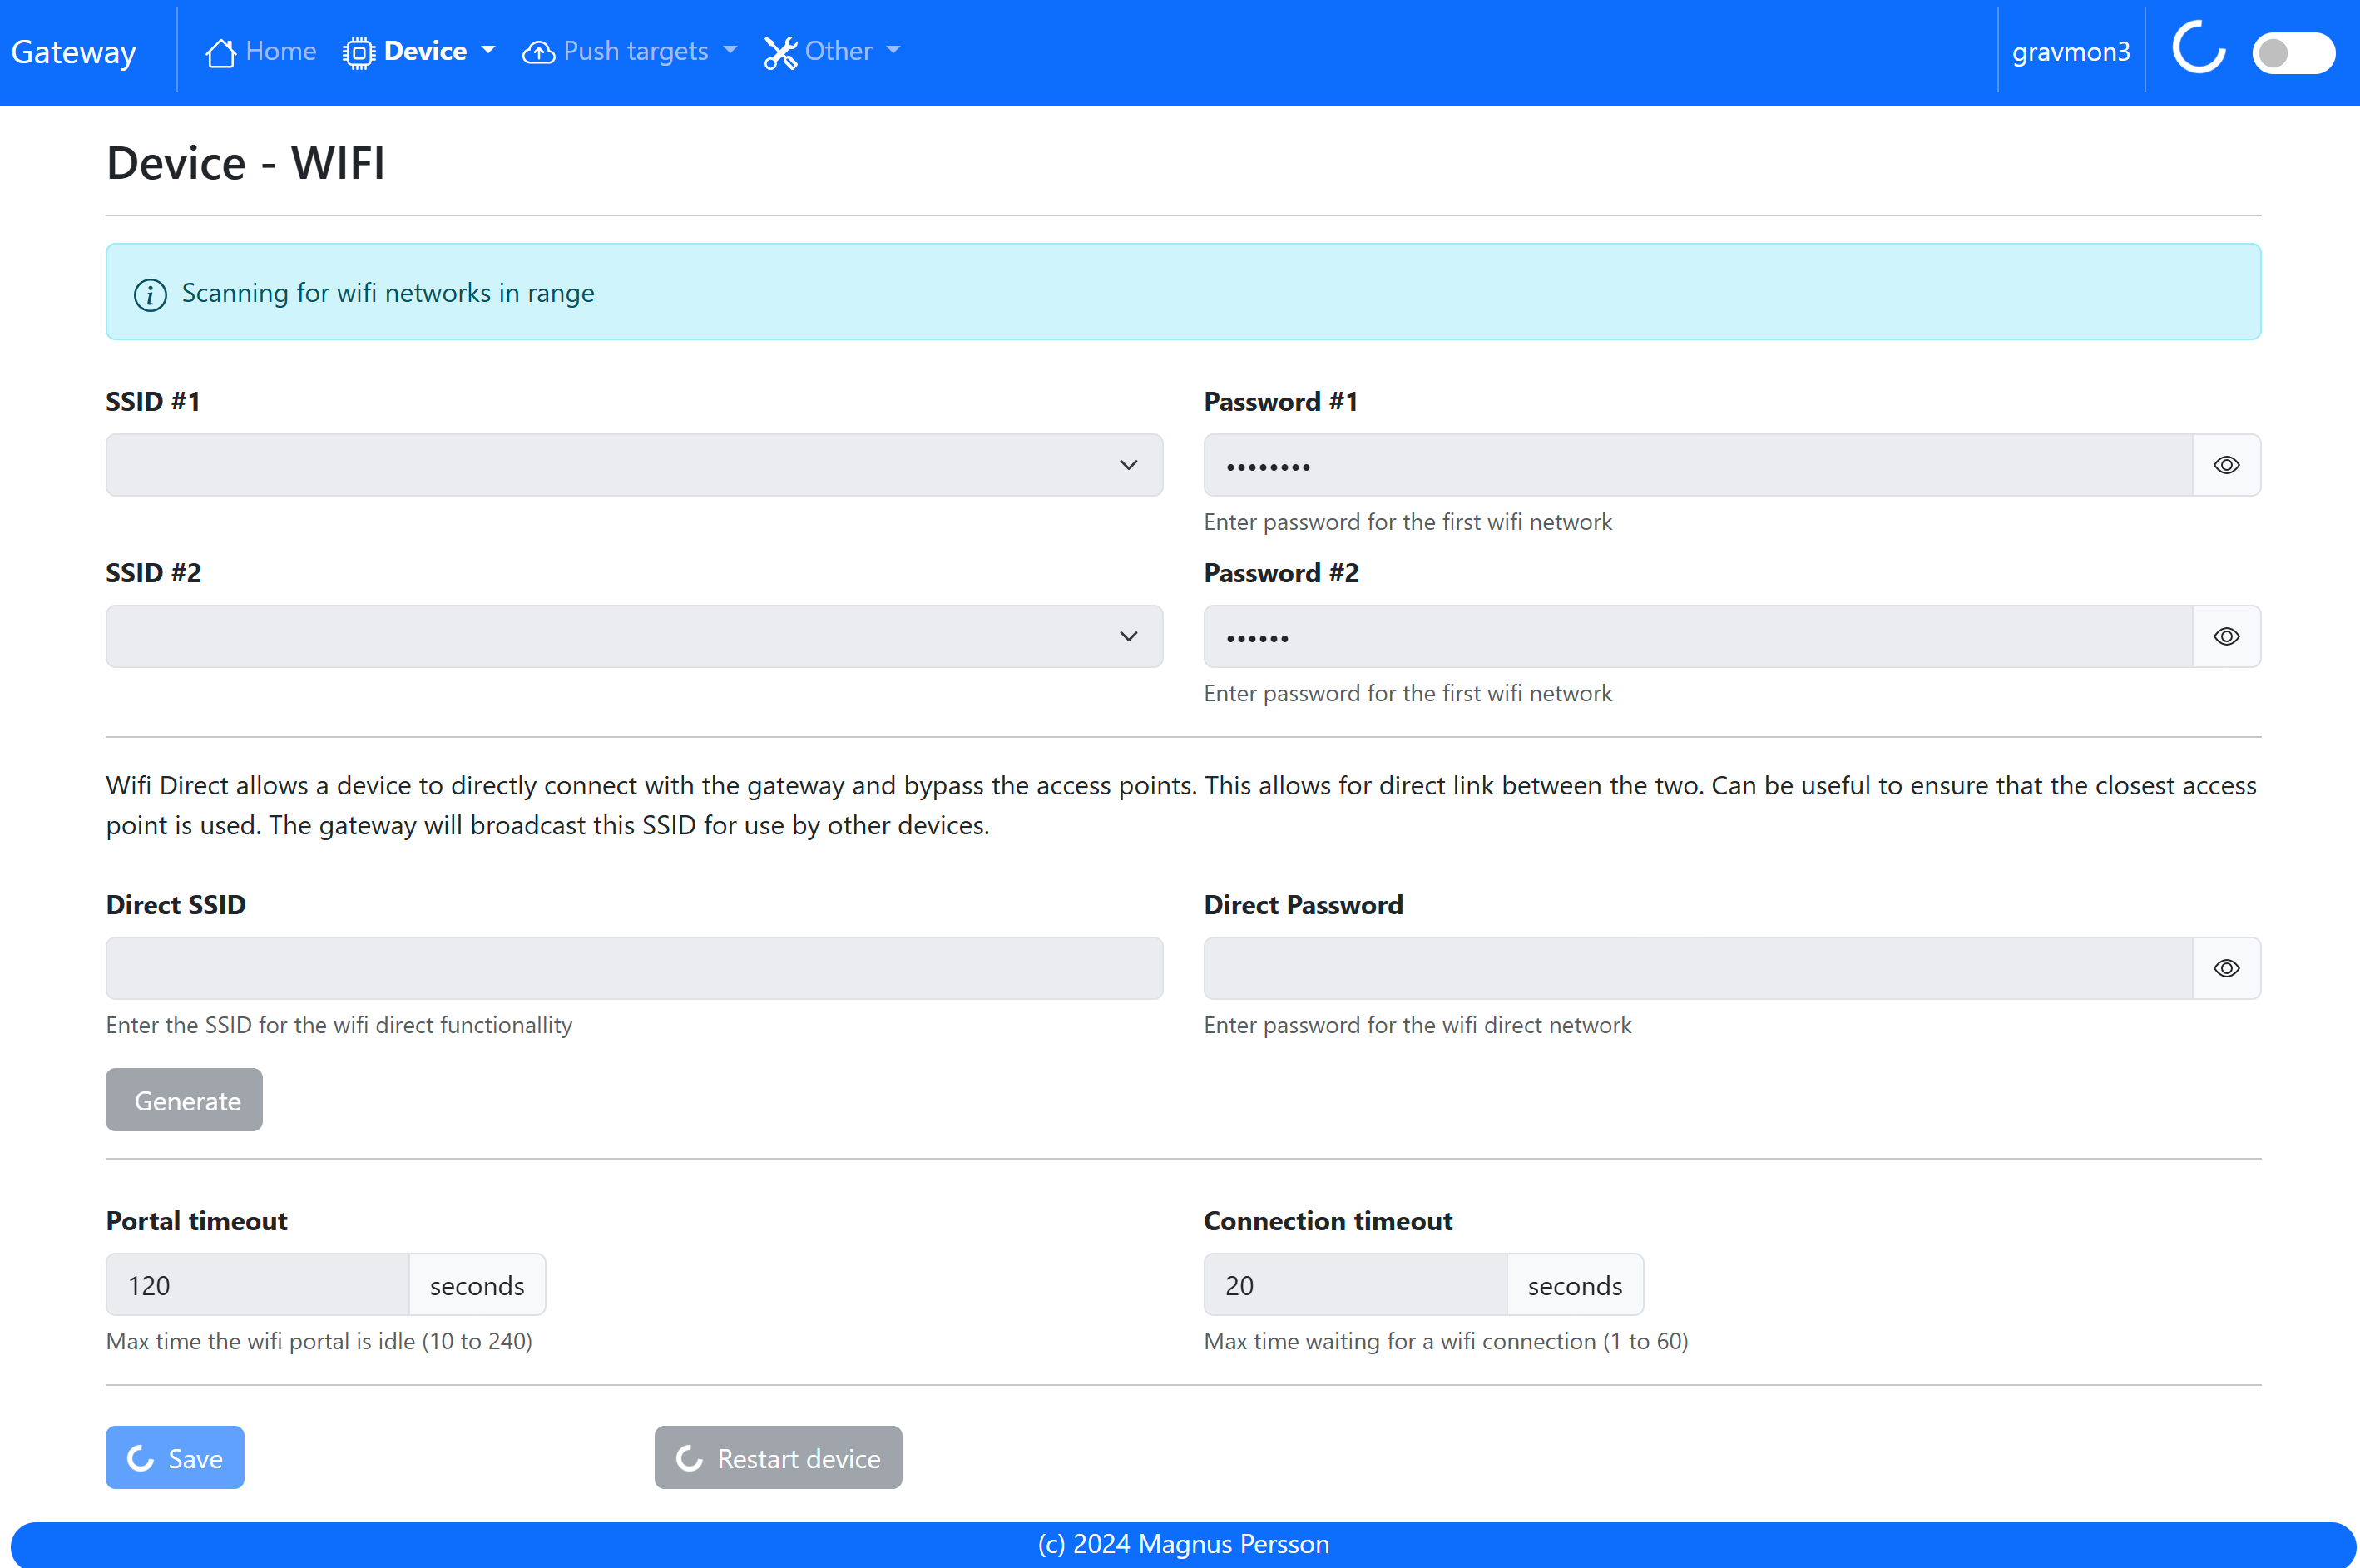 Gateway Home Device Push targets Other gravmon3
Device - WIFI
Scanning for wifi networks in range
SSID #1 Password #1
••••••••
Enter password for the first wifi network
SSID #2 Password #2
••••••
Enter password for the first wifi network
Wifi Direct allows a device to directly connect with the gateway and bypass the access points. This allows for direct link between the two. Can be useful to ensure that the closest access
point is used. The gateway will broadcast this SSID for use by other devices.
Direct SSID Direct Password
Enter the SSID for the wifi direct functionallity Enter password for the wifi direct network
Generate
Portal timeout Connection timeout
120 seconds 20 seconds
Max time the wifi portal is idle (10 to 240) Max time waiting for a wifi connection (1 to 60)
Save Restart device
(c) 2024 Magnus Persson